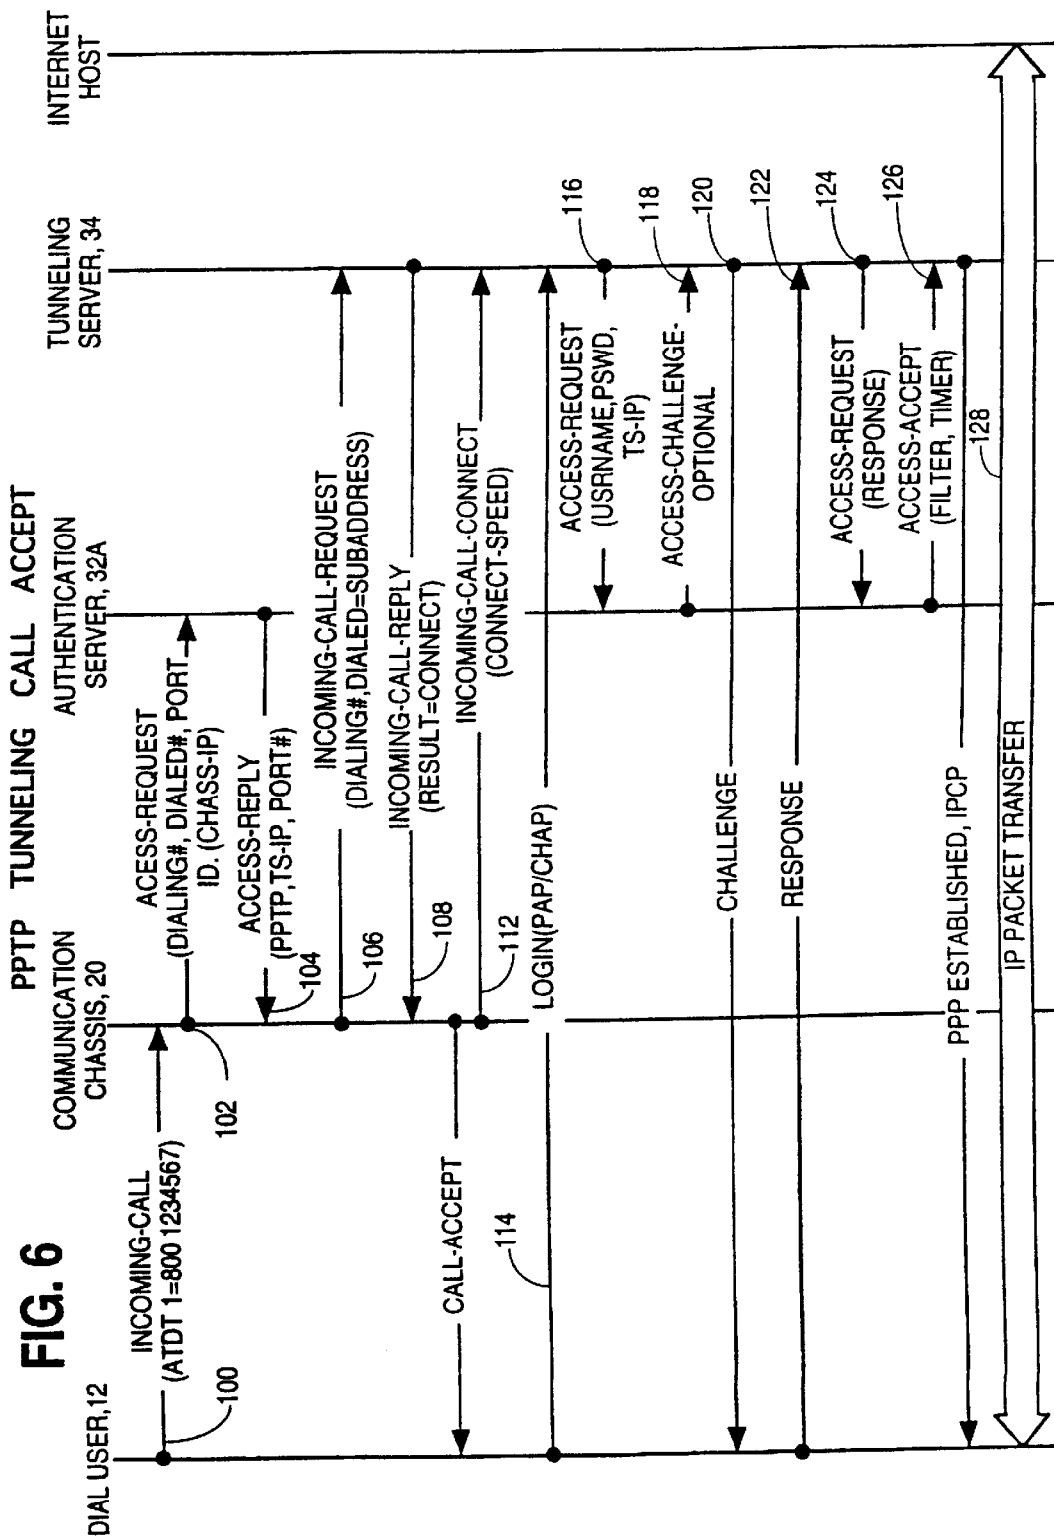 FIG. 6
PPTP TUNNELING CALL ACCEPT
DIAL USER,12
COMMUNICATION
CHASSIS, 20
AUTHENTICATION
SERVER, 32A
TUNNELING
SERVER, 34
INTERNET
HOST
INCOMING-CALL
(ATDT 1=800 1234567)
100
ACESS-REQUEST
(DIALING#, DIALED#, PORT
ID. (CHASS-IP)
102
ACCESS-REPLY
(PPTP,TS-IP, PORT#)
104
INCOMING-CALL-REQUEST
(DIALING#,DIALED=SUBADDRESS)
106
INCOMING-CALL-REPLY
(RESULT=CONNECT)
108
CALL-ACCEPT
INCOMING-CALL-CONNECT
(CONNECT-SPEED)
112
LOGIN(PAP/CHAP)
114
ACCESS-REQUEST
(USRNAME,PSWD,
TS-IP)
116
ACCESS-CHALLENGE-
OPTIONAL
118
CHALLENGE
120
RESPONSE
122
ACCESS-REQUEST
(RESPONSE)
124
ACCESS-ACCEPT
(FILTER, TIMER)
126
PPP ESTABLISHED, IPCP
128
IP PACKET TRANSFER